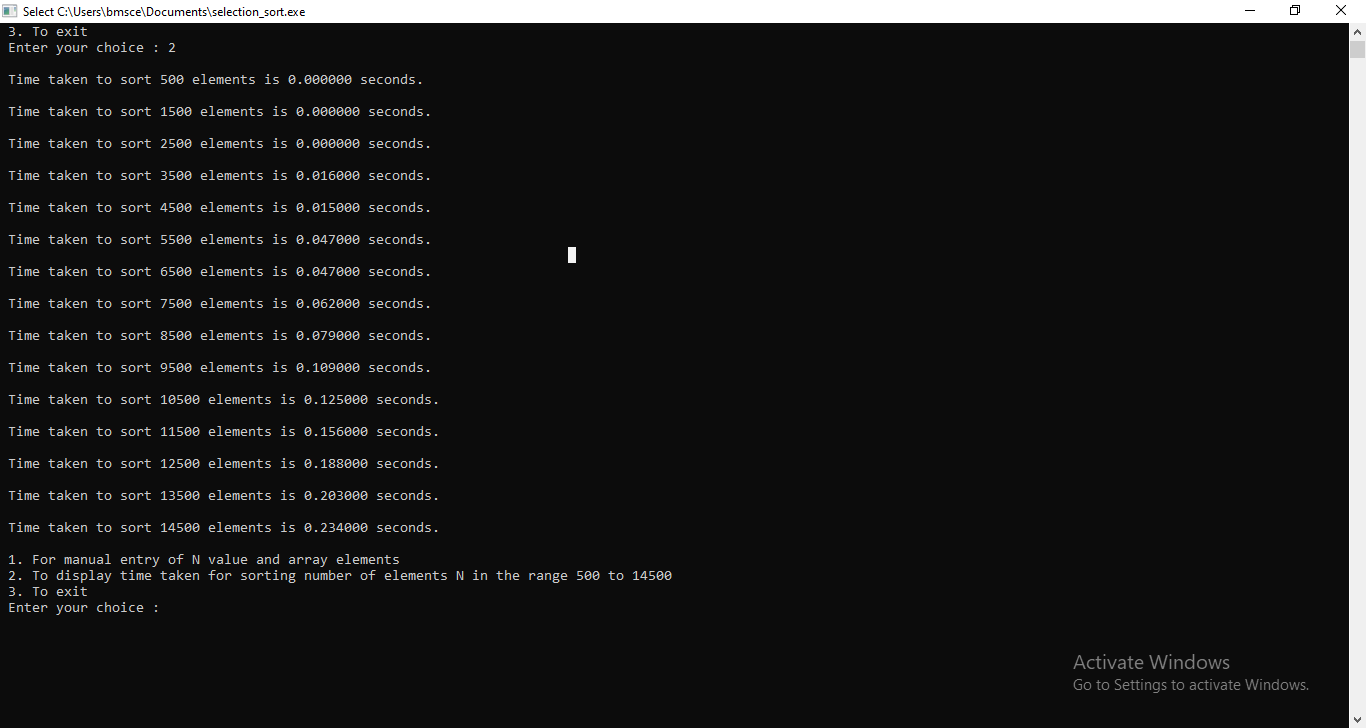 Select C:\Users\bmsce\Documents\selection_sort.exe
3. To exit
Enter your choice : 2
Time taken to sort 500 elements is 0.000000 seconds.
Time taken to sort 1500 elements is 0.000000 seconds.
Time taken to sort 2500 elements is 0.000000 seconds.
Time taken to sort 3500 elements is 0.016000 seconds.
Time taken to sort 4500 elements is 0.015000 seconds.
Time taken to sort 5500 elements is 0.047000 seconds.
Time taken to sort 6500 elements is 0.047000 seconds.
Time taken to sort 7500 elements is 0.062000 seconds.
Time taken to sort 8500 elements is 0.079000 seconds.
Time taken to sort 9500 elements is 0.109000 seconds.
Time taken to sort 10500 elements is 0.125000 seconds.
Time taken to sort 11500 elements is 0.156000 seconds.
Time taken to sort 12500 elements is 0.188000 seconds.
Time taken to sort 13500 elements is 0.203000 seconds.
Time taken to sort 14500 elements is 0.234000 seconds.
1. For manual entry of N value and array elements
2. To display time taken for sorting number of elements N in the range 500 to 14500
3. To exit
Enter your choice :
Activate Windows
Go to Settings to activate Windows.